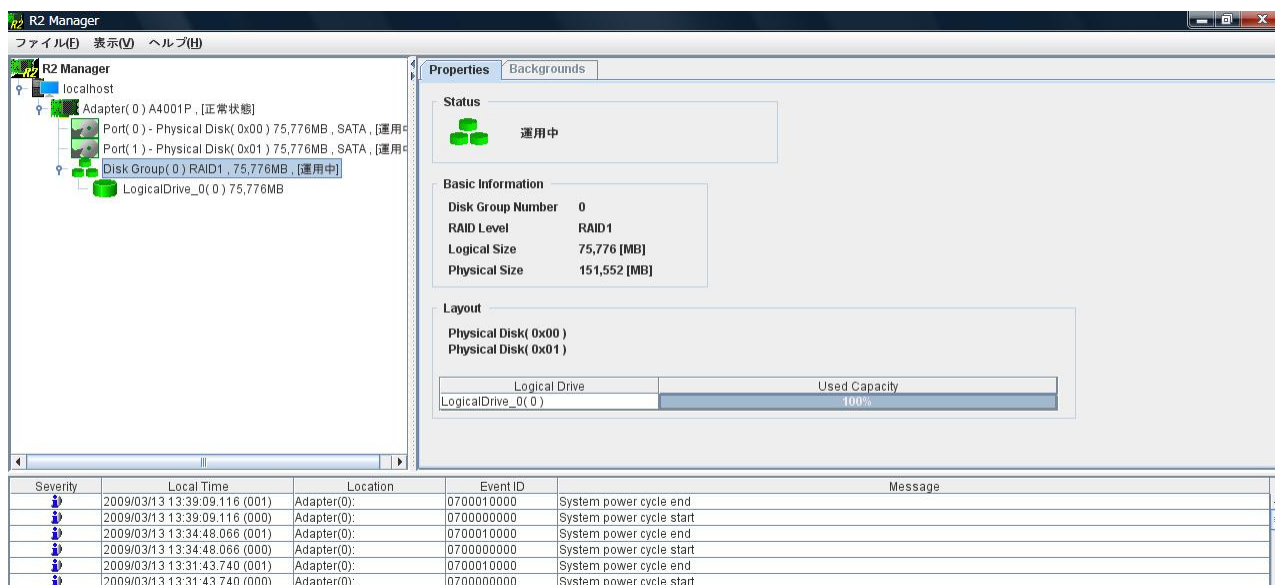 R2 Manager
ファイル(F) 表示(V) ヘルプ(H)
R2 Manager
localhost
Adapter( 0 ) A4001P , [正常状態]
Port( 0 ) - Physical Disk( 0x00 ) 75,776MB , SATA , [運用
Port( 1 ) - Physical Disk( 0x01 ) 75,776MB , SATA , [運用
Disk Group( 0 ) RAID1 , 75,776MB , [運用中]
LogicalDrive_0( 0 ) 75,776MB
Properties Backgrounds
Status
運用中
Basic Information
Disk Group Number 0
RAID Level RAID1
Logical Size 75,776 [MB]
Physical Size 151,552 [MB]
Layout
Physical Disk( 0x00 )
Physical Disk( 0x01 )
Logical Drive Used Capacity
LogicalDrive_0( 0 ) 100%
Severity Local Time Location Event ID Message
2009/03/13 13:39:09.116 (001) Adapter(0): 0700010000 System power cycle end
2009/03/13 13:39:09.116 (000) Adapter(0): 0700000000 System power cycle start
2009/03/13 13:34:48.066 (001) Adapter(0): 0700010000 System power cycle end
2009/03/13 13:34:48.066 (000) Adapter(0): 0700000000 System power cycle start
2009/03/13 13:31:43.740 (001) Adapter(0): 0700010000 System power cycle end
2009/03/13 13:31:43.740 (000) Adapter(0): 0700000000 System power cycle start